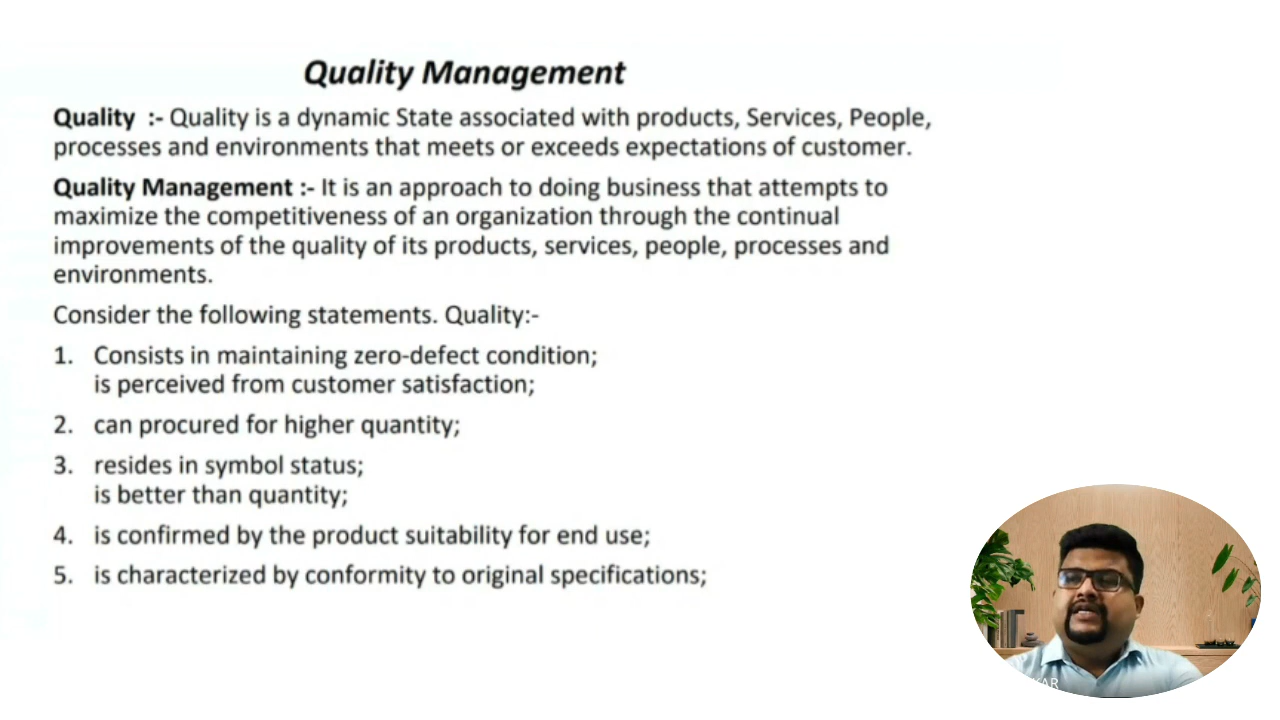 Quality Management
Quality :- Quality is a dynamic State associated with products, Services, People,
processes and environments that meets or exceeds expectations of customer.
Quality Management :- It is an approach to doing business that attempts to
maximize the competitiveness of an organization through the continual
improvements of the quality of its products, services, people, processes and
environments.
Consider the following statements. Quality:-
1. Consists in maintaining zero-defect condition;
is perceived from customer satisfaction;
2. can procured for higher quantity;
3. resides in symbol status;
is better than quantity;
4. is confirmed by the product suitability for end use;
5. is characterized by conformity to original specifications;